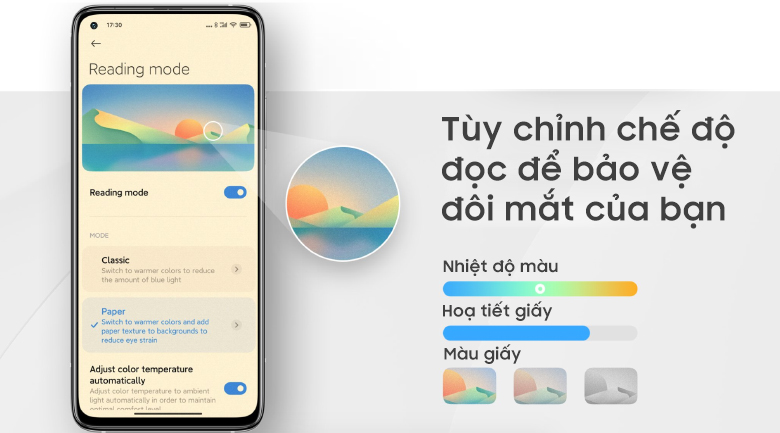 17:30
Reading mode
Reading mode
MODE
Classic
Switch to warmer colors to reduce
the amount of blue light
Paper
Switch to warmer colors and add
paper texture to backgrounds to
reduce eye strain
Adjust color temperature
automatically
Adjust color temperature to ambient
light automatically in order to maintain
optimal comfort level
Tùy chỉnh chế độ
đọc để bảo vệ
đôi mắt của bạn
Nhiệt độ màu
Hoạ tiết giấy
Màu giấy